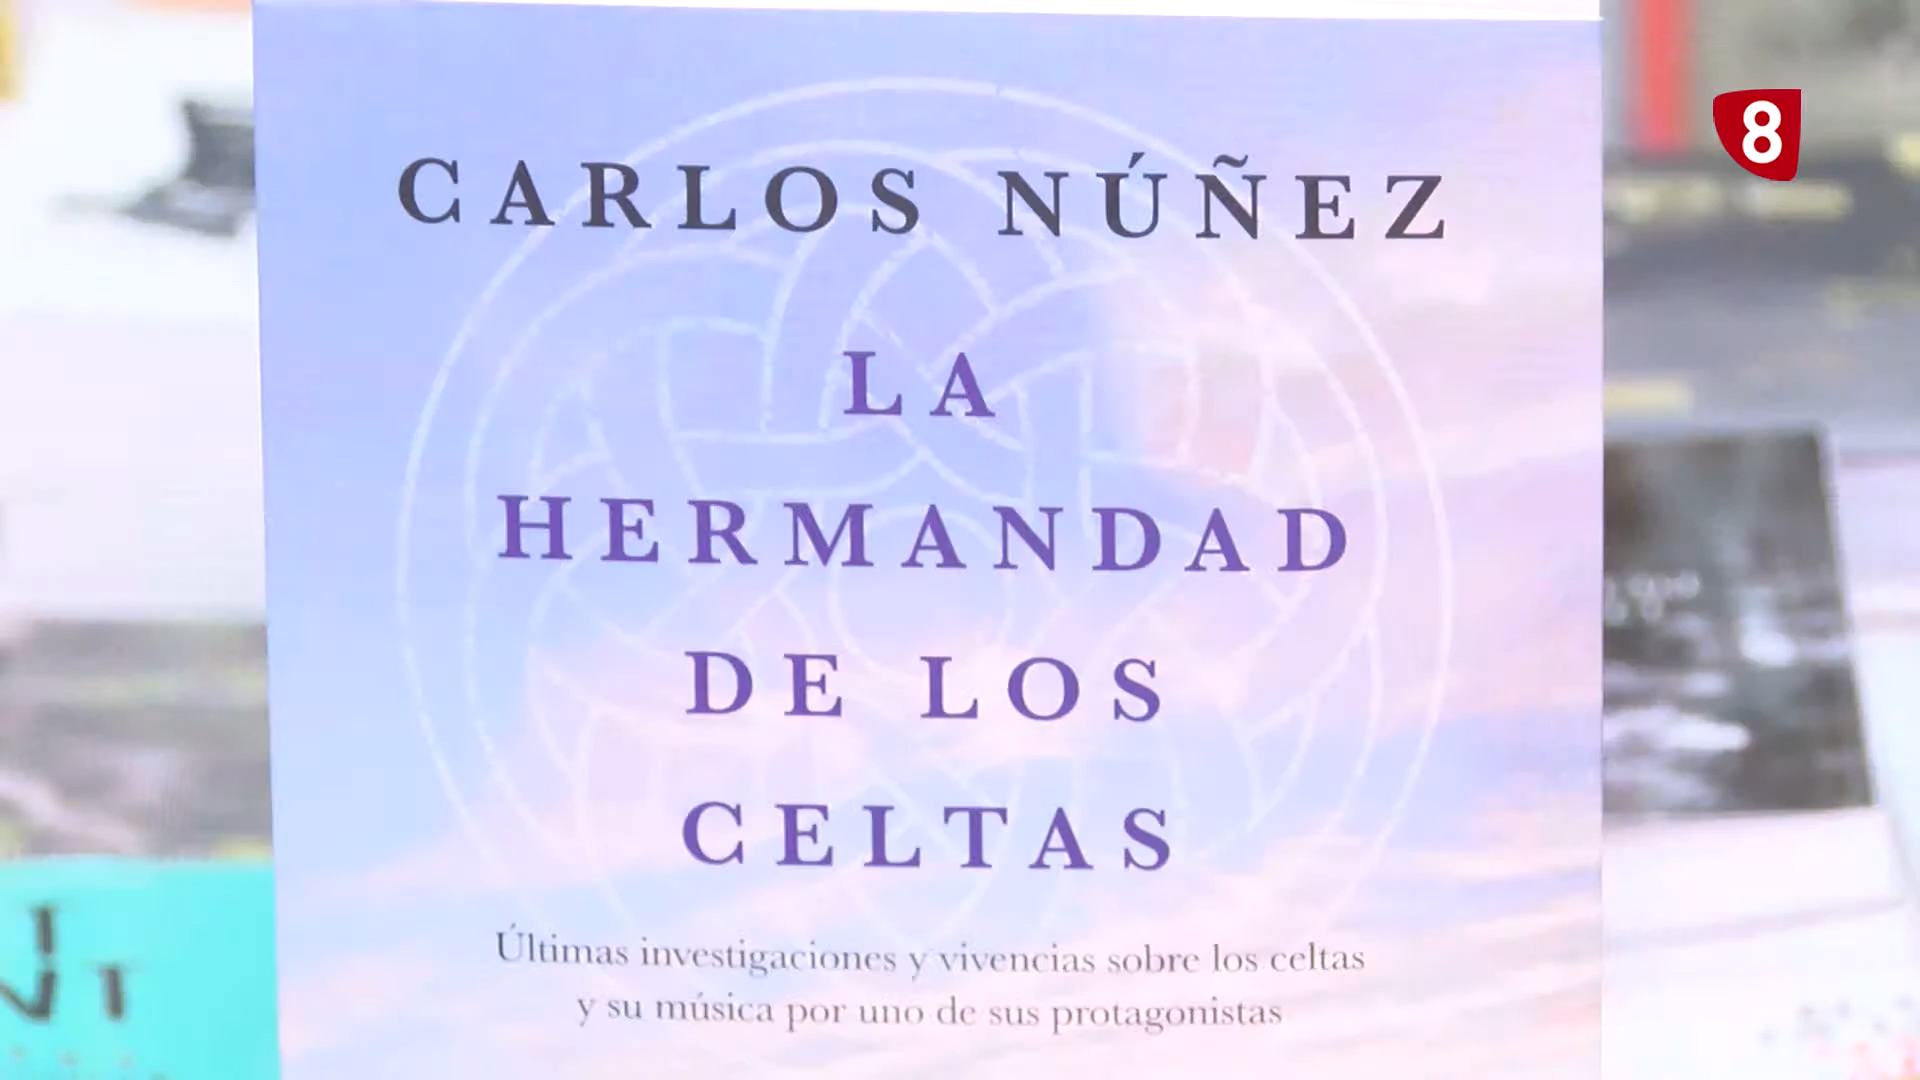 8
CARLOS NÚÑEZ
LA
HERMANDAD
DE LOS
CELTAS
Últimas investigaciones y vivencias sobre los celtas
y su música por uno de sus protagonistas